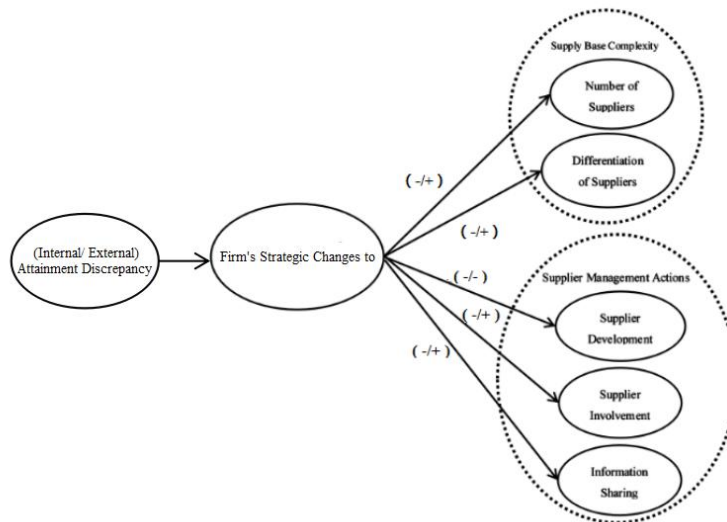 Supply Base Complexity
Number of
Suppliers
( -/+ )
Differentiation
of Suppliers
( -/+ )
(Internal/ External)
Attainment Discrepancy
Firm's Strategic Changes to
( -/- )
Supplier Management Actions
( -/+ )
Supplier
Development
( -/+ )
Supplier
Involvement
Information
Sharing